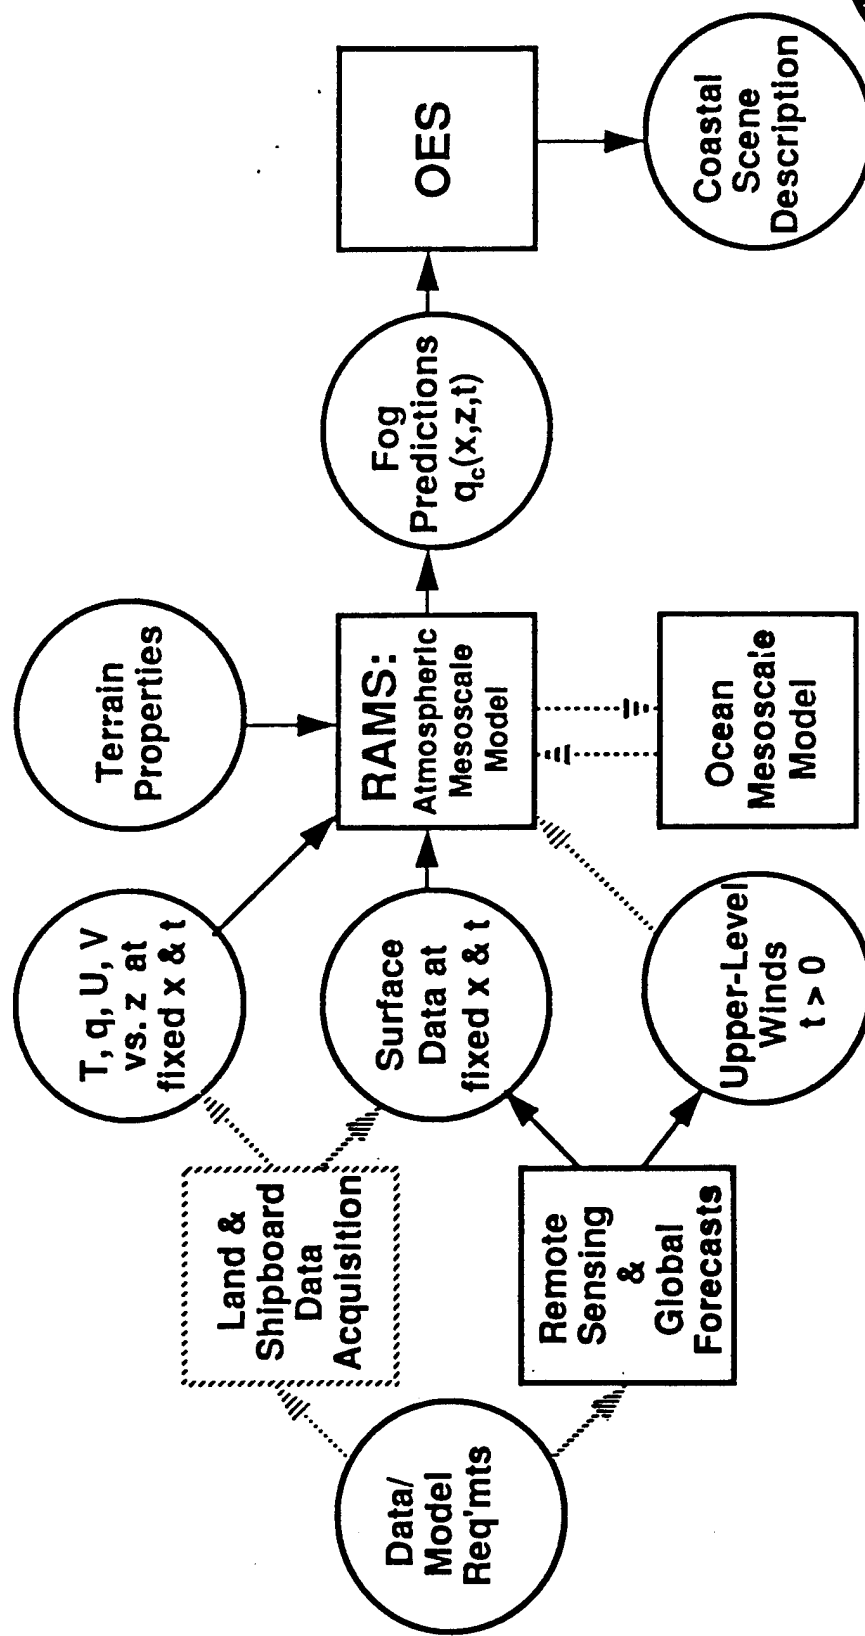 Data/
Model
Req'mts
Land &
Shipboard
Data
Acquisition
Remote
Sensing
&
Global
Forecasts
T, q, U, V
vs. z at
fixed x & t
Surface
Data at
fixed x & t
Upper-Level
Winds
t > 0
Terrain
Properties
RAMS:
Atmospheric
Mesoscale
Model
Ocean
Mesoscale
Model
Fog
Predictions
qc(x,z,t)
OES
Coastal
Scene
Description